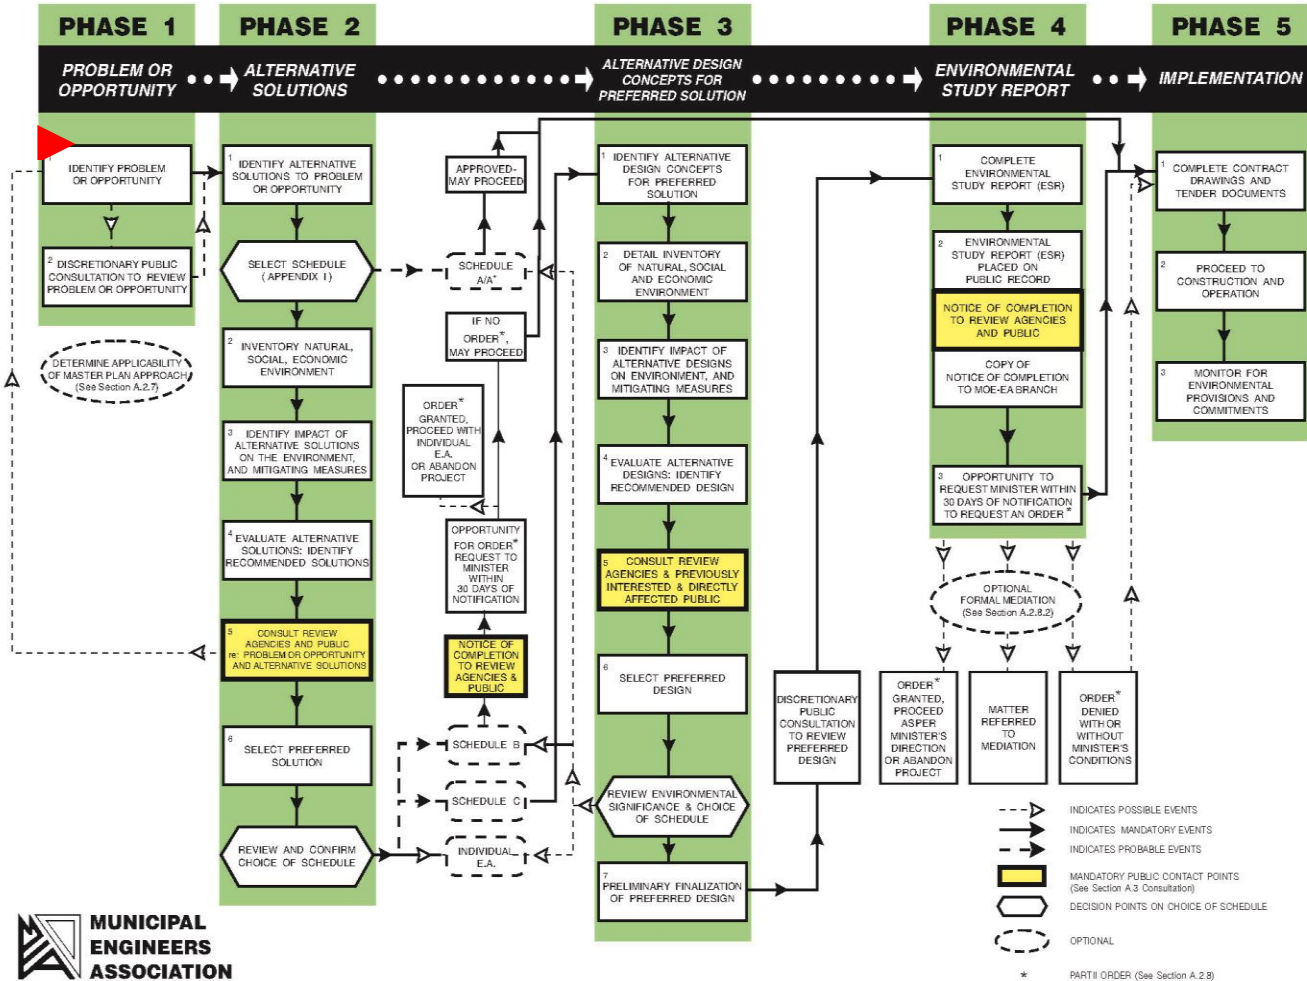 PHASE 1
PHASE 2
PHASE 3
PHASE 4
PHASE 5
PROBLEM OR
OPPORTUNITY
ALTERNATIVE
SOLUTIONS
ALTERNATIVE DESIGN
CONCEPTS FOR
PREFERRED SOLUTION
ENVIRONMENTAL
STUDY REPORT
IMPLEMENTATION
1
IDENTIFY PROBLEM
OR OPPORTUNITY
2
DISCRETIONARY PUBLIC
CONSULTATION TO REVIEW
PROBLEM OR OPPORTUNITY
DETERMINE APPLICABILITY
OF MASTER PLAN APPROACH
(See Section A.2.7)
1
IDENTIFY ALTERNATIVE
SOLUTIONS TO PROBLEM
OR OPPORTUNITY
SELECT SCHEDULE
(APPENDIX I)
2
INVENTORY NATURAL,
SOCIAL, ECONOMIC
ENVIRONMENT
3
IDENTIFY IMPACT OF
ALTERNATIVE SOLUTIONS
ON THE ENVIRONMENT,
AND MITIGATING MEASURES
4
EVALUATE ALTERNATIVE
SOLUTIONS: IDENTIFY
RECOMMENDED SOLUTIONS
5
CONSULT REVIEW
AGENCIES AND PUBLIC
re: PROBLEM OR OPPORTUNITY
AND ALTERNATIVE SOLUTIONS
6
SELECT PREFERRED
SOLUTION
REVIEW AND CONFIRM
CHOICE OF SCHEDULE
APPROVED-
MAY PROCEED
SCHEDULE
A/A+
IF NO
ORDER*,
MAY PROCEED
ORDER*
GRANTED,
PROCEED WITH
INDIVIDUAL
E.A.
OR ABANDON
PROJECT
OPPORTUNITY
FOR ORDER*
REQUEST TO
MINISTER
WITHIN
30 DAYS OF
NOTIFICATION
NOTICE OF
COMPLETION
TO REVIEW
AGENCIES &
PUBLIC
SCHEDULE B
SCHEDULE C
INDIVIDUAL
E.A.
1
IDENTIFY ALTERNATIVE
DESIGN CONCEPTS
FOR PREFERRED
SOLUTION
2
DETAIL INVENTORY
OF NATURAL, SOCIAL
AND ECONOMIC
ENVIRONMENT
3
IDENTIFY IMPACT OF
ALTERNATIVE DESIGNS
ON ENVIRONMENT, AND
MITIGATING MEASURES
4
EVALUATE ALTERNATIVE
DESIGNS: IDENTIFY
RECOMMENDED DESIGN
5
CONSULT REVIEW
AGENCIES & PREVIOUSLY
INTERESTED & DIRECTLY
AFFECTED PUBLIC
6
SELECT PREFERRED
DESIGN
REVIEW ENVIRONMENTAL
SIGNIFICANCE & CHOICE
OF SCHEDULE
7
PRELIMINARY FINALIZATION
OF PREFERRED DESIGN
DISCRETIONARY
PUBLIC
CONSULTATION
TO REVIEW
PREFERRED
DESIGN
1
COMPLETE
ENVIRONMENTAL
STUDY REPORT (ESR)
2
ENVIRONMENTAL
STUDY REPORT (ESR)
PLACED ON
PUBLIC RECORD
NOTICE OF COMPLETION
TO REVIEW AGENCIES
AND PUBLIC
COPY OF
NOTICE OF COMPLETION
TO MOE-EA BRANCH
3
OPPORTUNITY TO
REQUEST MINISTER WITHIN
30 DAYS OF NOTIFICATION
TO REQUEST AN ORDER*
OPTIONAL
FORMAL MEDIATION
(See Section A.2.8.2)
ORDER*
GRANTED,
PROCEED
AS PER
MINISTER'S
DIRECTION
OR ABANDON
PROJECT
MATTER
REFERRED
TO
MEDIATION
ORDER*
DENIED
WITH OR
WITHOUT
MINISTER'S
CONDITIONS
1
COMPLETE CONTRACT
DRAWINGS AND
TENDER DOCUMENTS
2
PROCEED TO
CONSTRUCTION AND
OPERATION
3
MONITOR FOR
ENVIRONMENTAL
PROVISIONS AND
COMMITMENTS
INDICATES POSSIBLE EVENTS
INDICATES MANDATORY EVENTS
INDICATES PROBABLE EVENTS
MANDATORY PUBLIC CONTACT POINTS
(See Section A.3 Consultation)
DECISION POINTS ON CHOICE OF SCHEDULE
OPTIONAL
* PART II ORDER (See Section A.2.8)
MUNICIPAL
ENGINEERS
ASSOCIATION